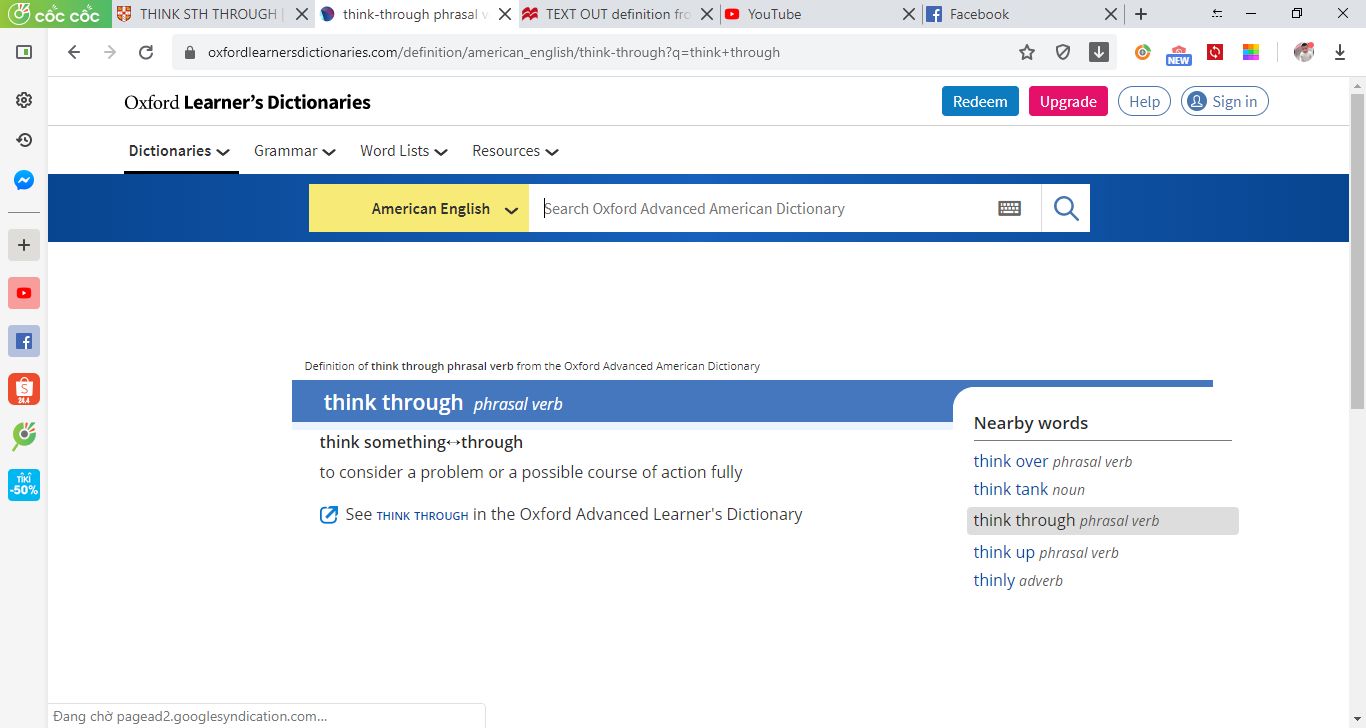 cốc cốc
THINK STH THROUGH
think-through phrasal v
TEXT OUT definition fro
YouTube
Facebook
oxfordlearnersdictionaries.com/definition/american_english/think-through?q=think+through
NEW
Oxford Learner's Dictionaries
Redeem
Upgrade
Help
Sign in
Dictionaries
Grammar
Word Lists
Resources
American English
Search Oxford Advanced American Dictionary
Definition of think through phrasal verb from the Oxford Advanced American Dictionary
think through phrasal verb
think something↔through
to consider a problem or a possible course of action fully
See THINK THROUGH in the Oxford Advanced Learner's Dictionary
Nearby words
think over phrasal verb
think tank noun
think through phrasal verb
think up phrasal verb
thinly adverb
S
24.4
TIKI
-50%
Đang chờ pagead2.googlesyndication.com...